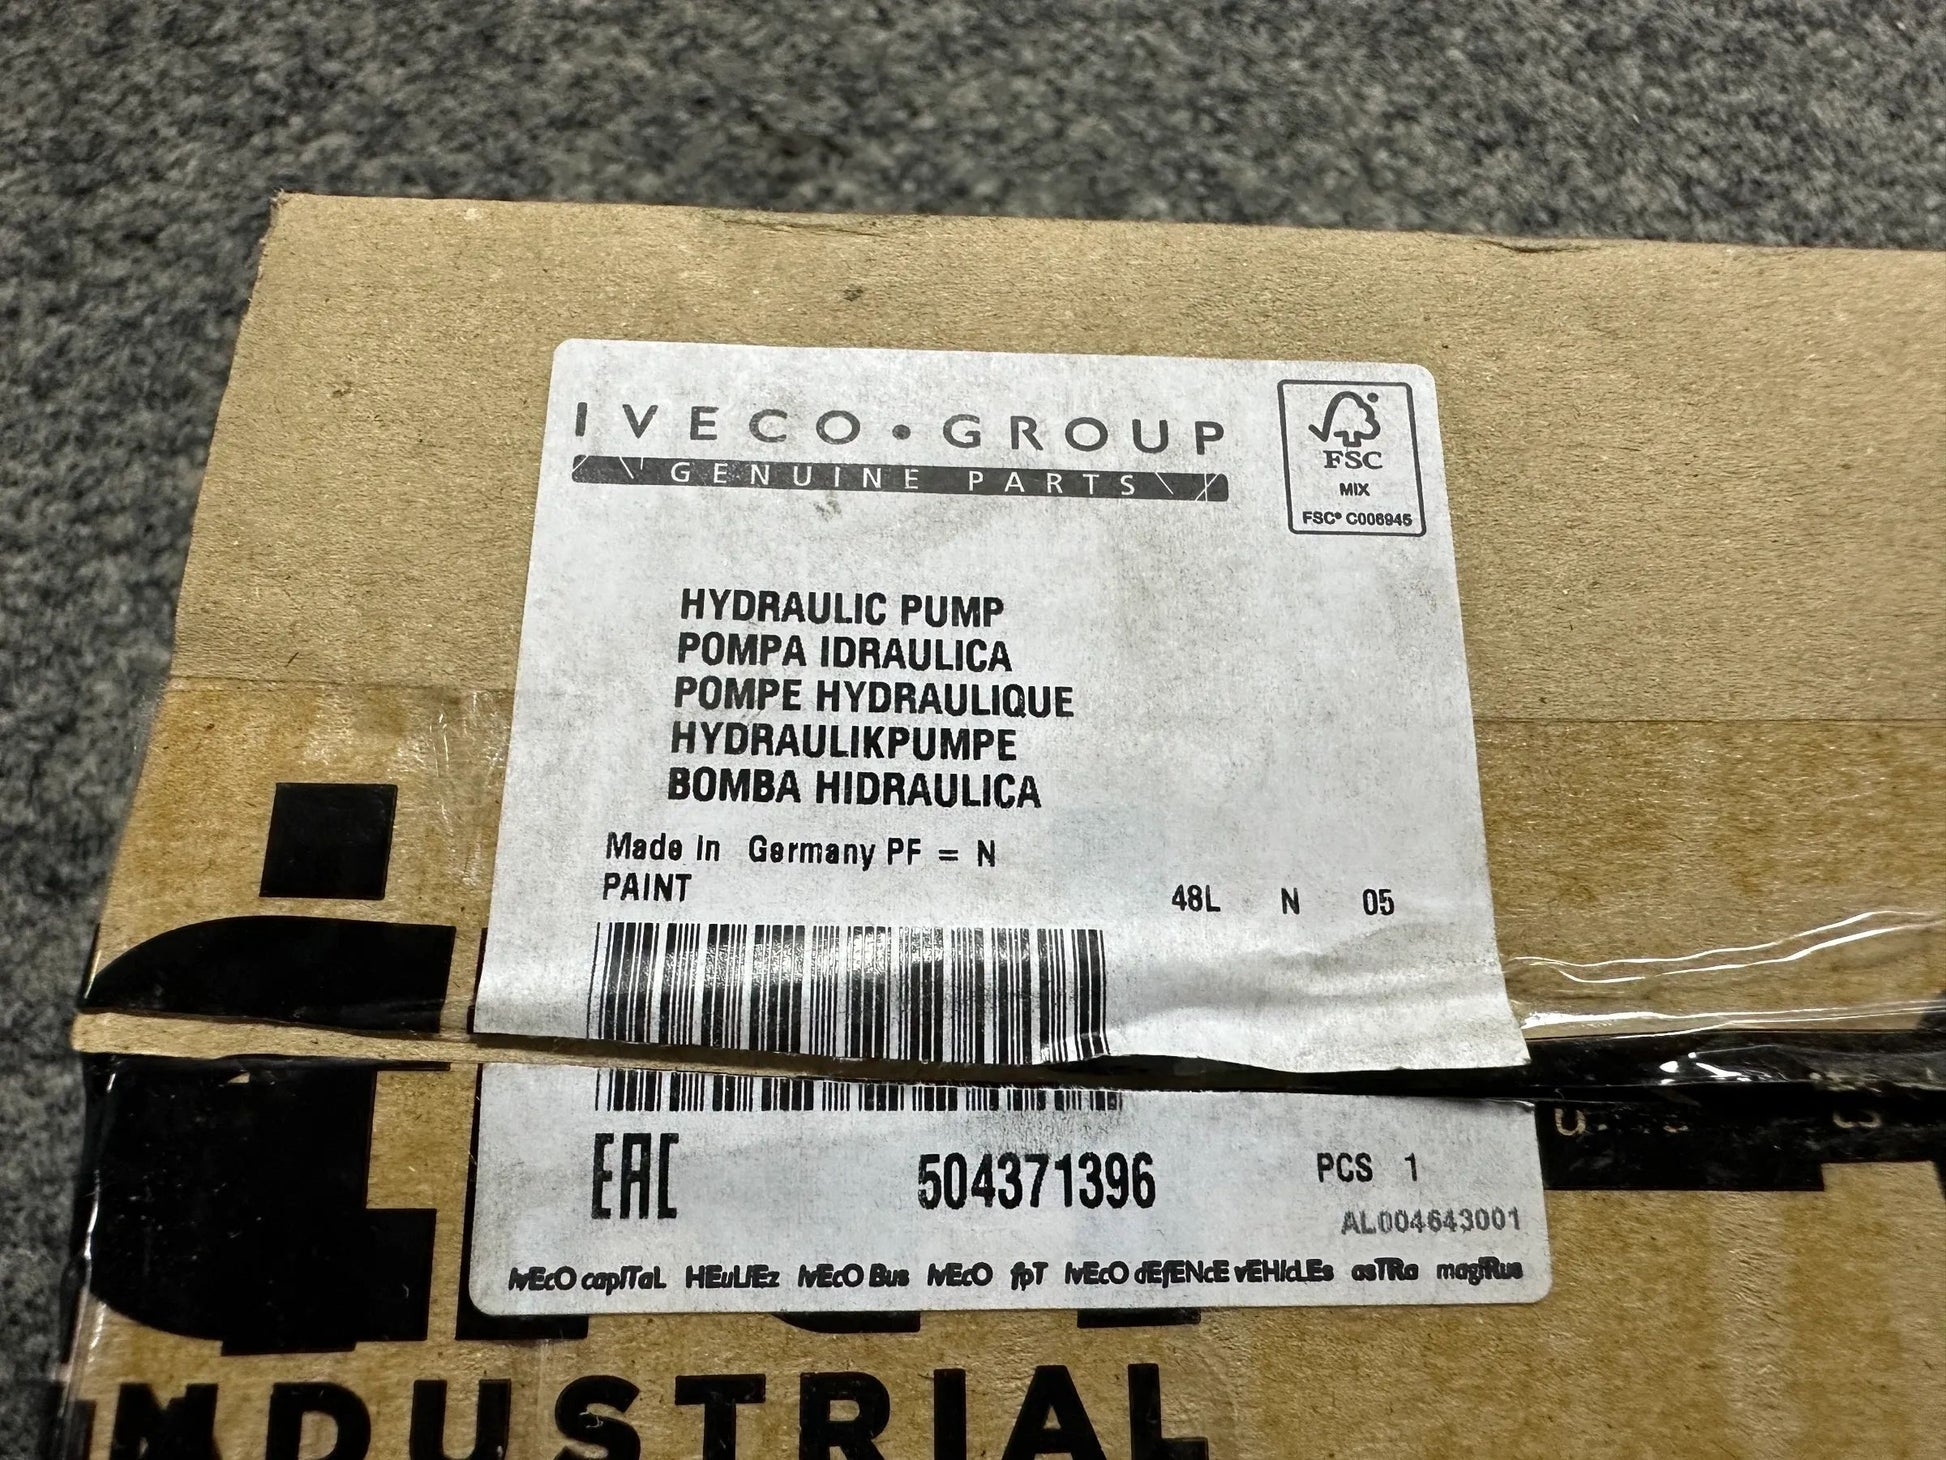 IVECO • GROUP
GENUINE PARTS
FSC
MIX
FSC® C006945
HYDRAULIC PUMP
POMPA IDRAULICA
POMPE HYDRAULIQUE
HYDRAULIKPUMPE
BOMBA HIDRAULICA
Made In Germany PF = N
PAINT 48L N 05
EAC 504371396 PCS 1
AL004643001
IvEcO capITaL HEuLIEz IvEcO Bus IvEcO fpT IvEcO dEfENcE vEHIcLEs asTRa magIRus
INDUSTRIAL